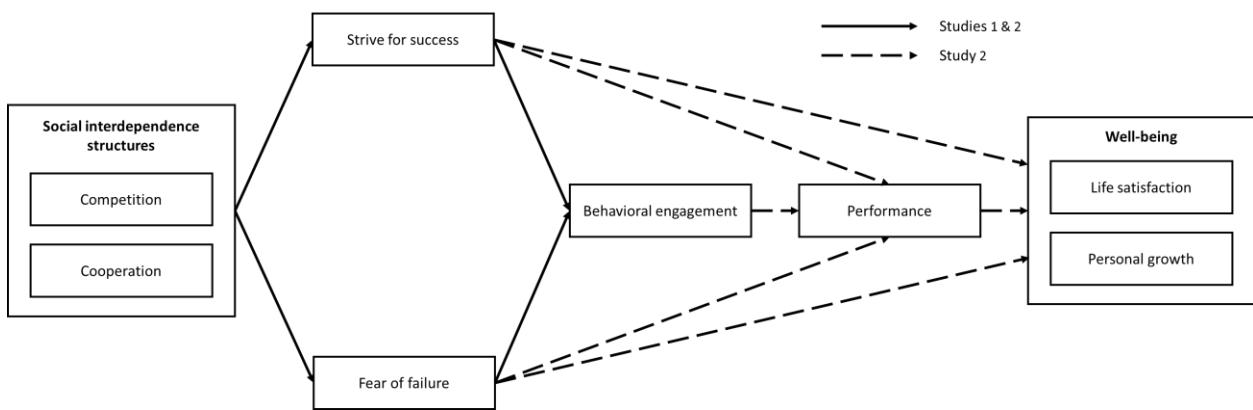 Strive for success
Studies 1 & 2
Study 2
Social interdependence
structures
Competition
Cooperation
Behavioral engagement
Performance
Well-being
Life satisfaction
Personal growth
Fear of failure